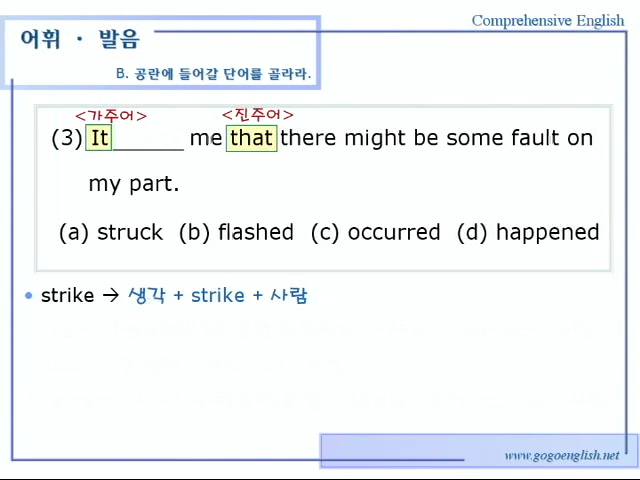 Comprehensive English
어휘 · 발음
B. 공란에 들어갈 단어를 골라라.
<가주어> <진주어>
(3) It ______ me that there might be some fault on
my part.
(a) struck (b) flashed (c) occurred (d) happened
• strike → 생각 + strike + 사람
www.gogoenglish.net